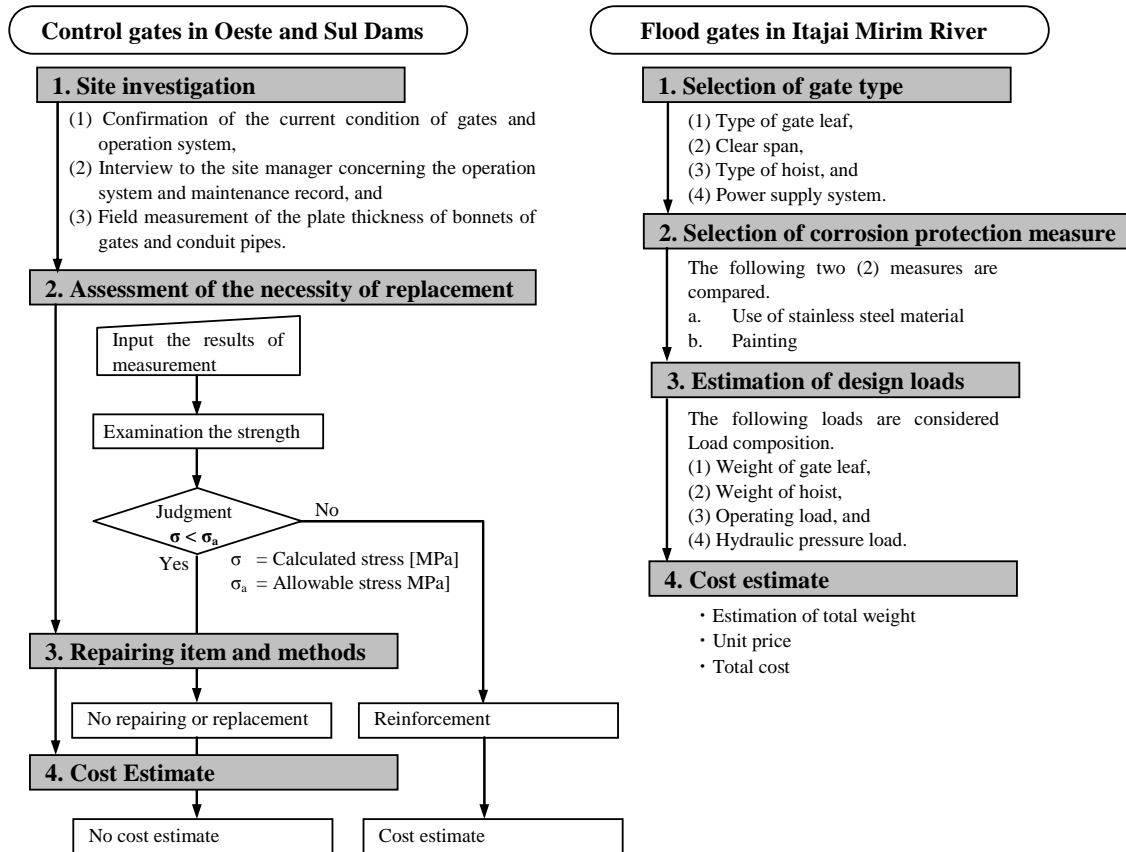 Control gates in Oeste and Sul Dams
1. Site investigation
(1) Confirmation of the current condition of gates and
operation system,
(2) Interview to the site manager concerning the operation
system and maintenance record, and
(3) Field measurement of the plate thickness of bonnets of
gates and conduit pipes.
2. Assessment of the necessity of replacement
Input the results of
measurement
Examination the strength
Judgment
σ < σa
No
Yes
σ = Calculated stress [MPa]
σa = Allowable stress MPa]
3. Repairing item and methods
No repairing or replacement
Reinforcement
4. Cost Estimate
No cost estimate
Cost estimate
Flood gates in Itajai Mirim River
1. Selection of gate type
(1) Type of gate leaf,
(2) Clear span,
(3) Type of hoist, and
(4) Power supply system.
2. Selection of corrosion protection measure
The following two (2) measures are
compared.
a. Use of stainless steel material
b. Painting
3. Estimation of design loads
The following loads are considered
Load composition.
(1) Weight of gate leaf,
(2) Weight of hoist,
(3) Operating load, and
(4) Hydraulic pressure load.
4. Cost estimate
・Estimation of total weight
・Unit price
・Total cost